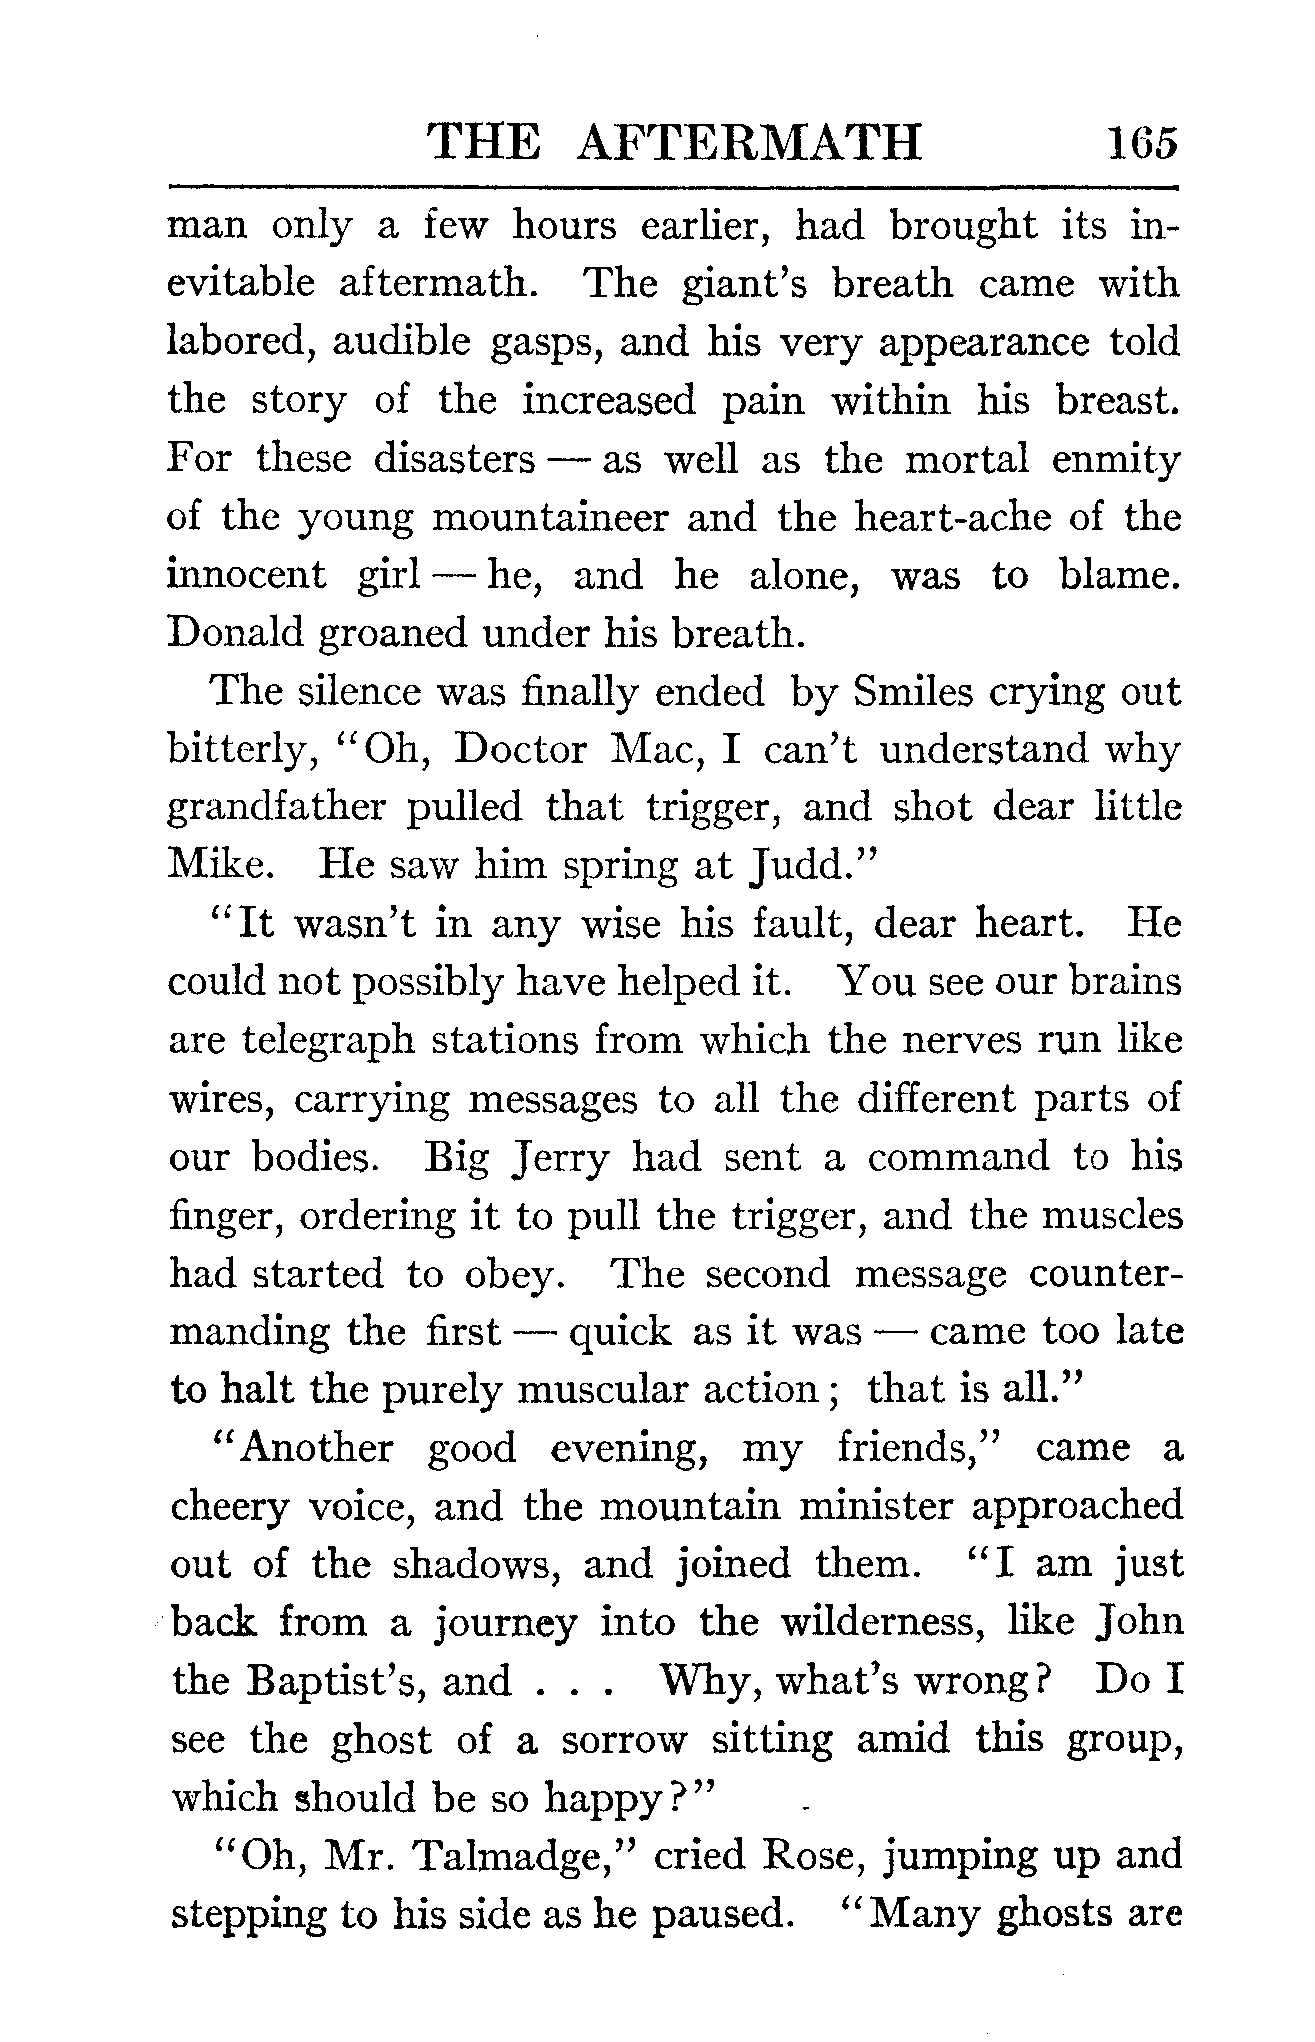 THE AFTERMATH 165
man only a few hours earlier, had brought its in-
evitable aftermath. The giant's breath came with
labored, audible gasps, and his very appearance told
the story of the increased pain within his breast.
For these disasters — as well as the mortal enmity
of the young mountaineer and the heart-ache of the
innocent girl — he, and he alone, was to blame.
Donald groaned under his breath.
The silence was finally ended by Smiles crying out
bitterly, "Oh, Doctor Mac, I can't understand why
grandfather pulled that trigger, and shot dear little
Mike. He saw him spring at Judd."
"It wasn't in any wise his fault, dear heart. He
could not possibly have helped it. You see our brains
are telegraph stations from which the nerves run like
wires, carrying messages to all the different parts of
our bodies. Big Jerry had sent a command to his
finger, ordering it to pull the trigger, and the muscles
had started to obey. The second message counter-
manding the first — quick as it was — came too late
to halt the purely muscular action; that is all."
"Another good evening, my friends," came a
cheery voice, and the mountain minister approached
out of the shadows, and joined them. "I am just
back from a journey into the wilderness, like John
the Baptist's, and . . . Why, what's wrong? Do I
see the ghost of a sorrow sitting amid this group,
which should be so happy?"
"Oh, Mr. Talmadge," cried Rose, jumping up and
stepping to his side as he paused. "Many ghosts are